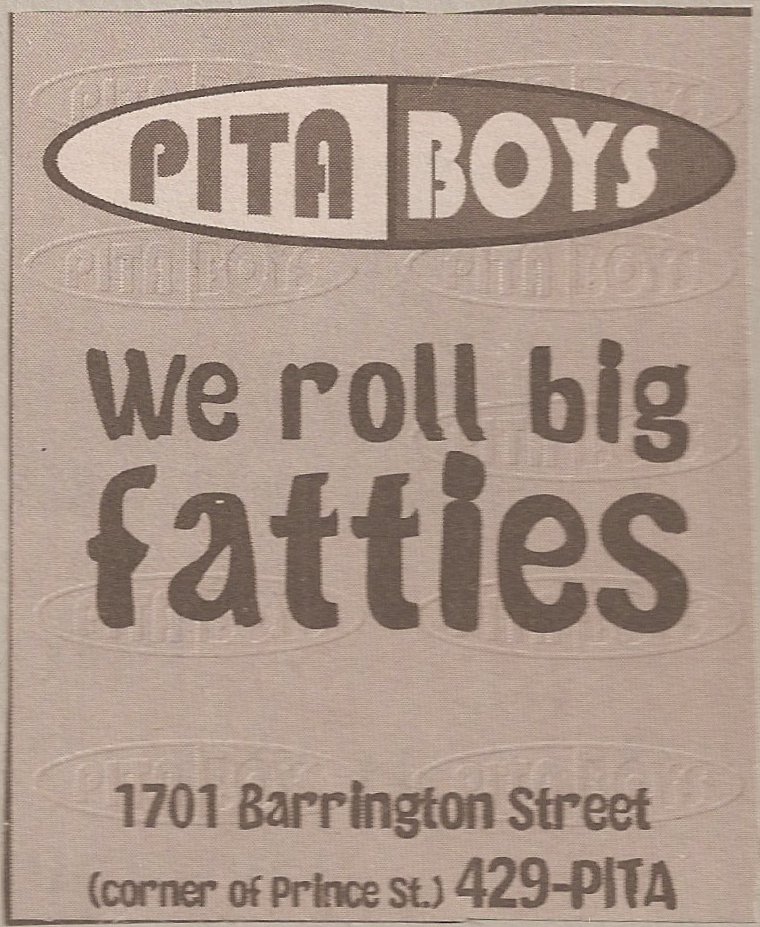 PITA BOYS
We roll big
fatties
1701 Barrington Street
(corner of Prince St.) 429-PITA